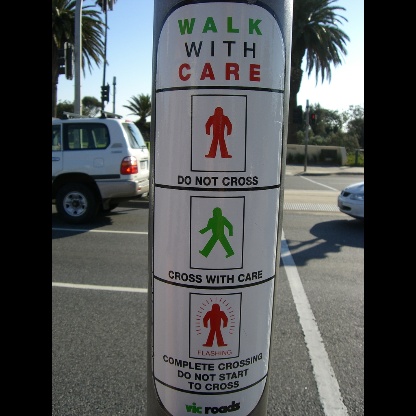 WALK
WITH
CARE
DO NOT CROSS
CROSS WITH CARE
FLASHING
COMPLETE CROSSING
DO NOT START
TO CROSS
vic roads